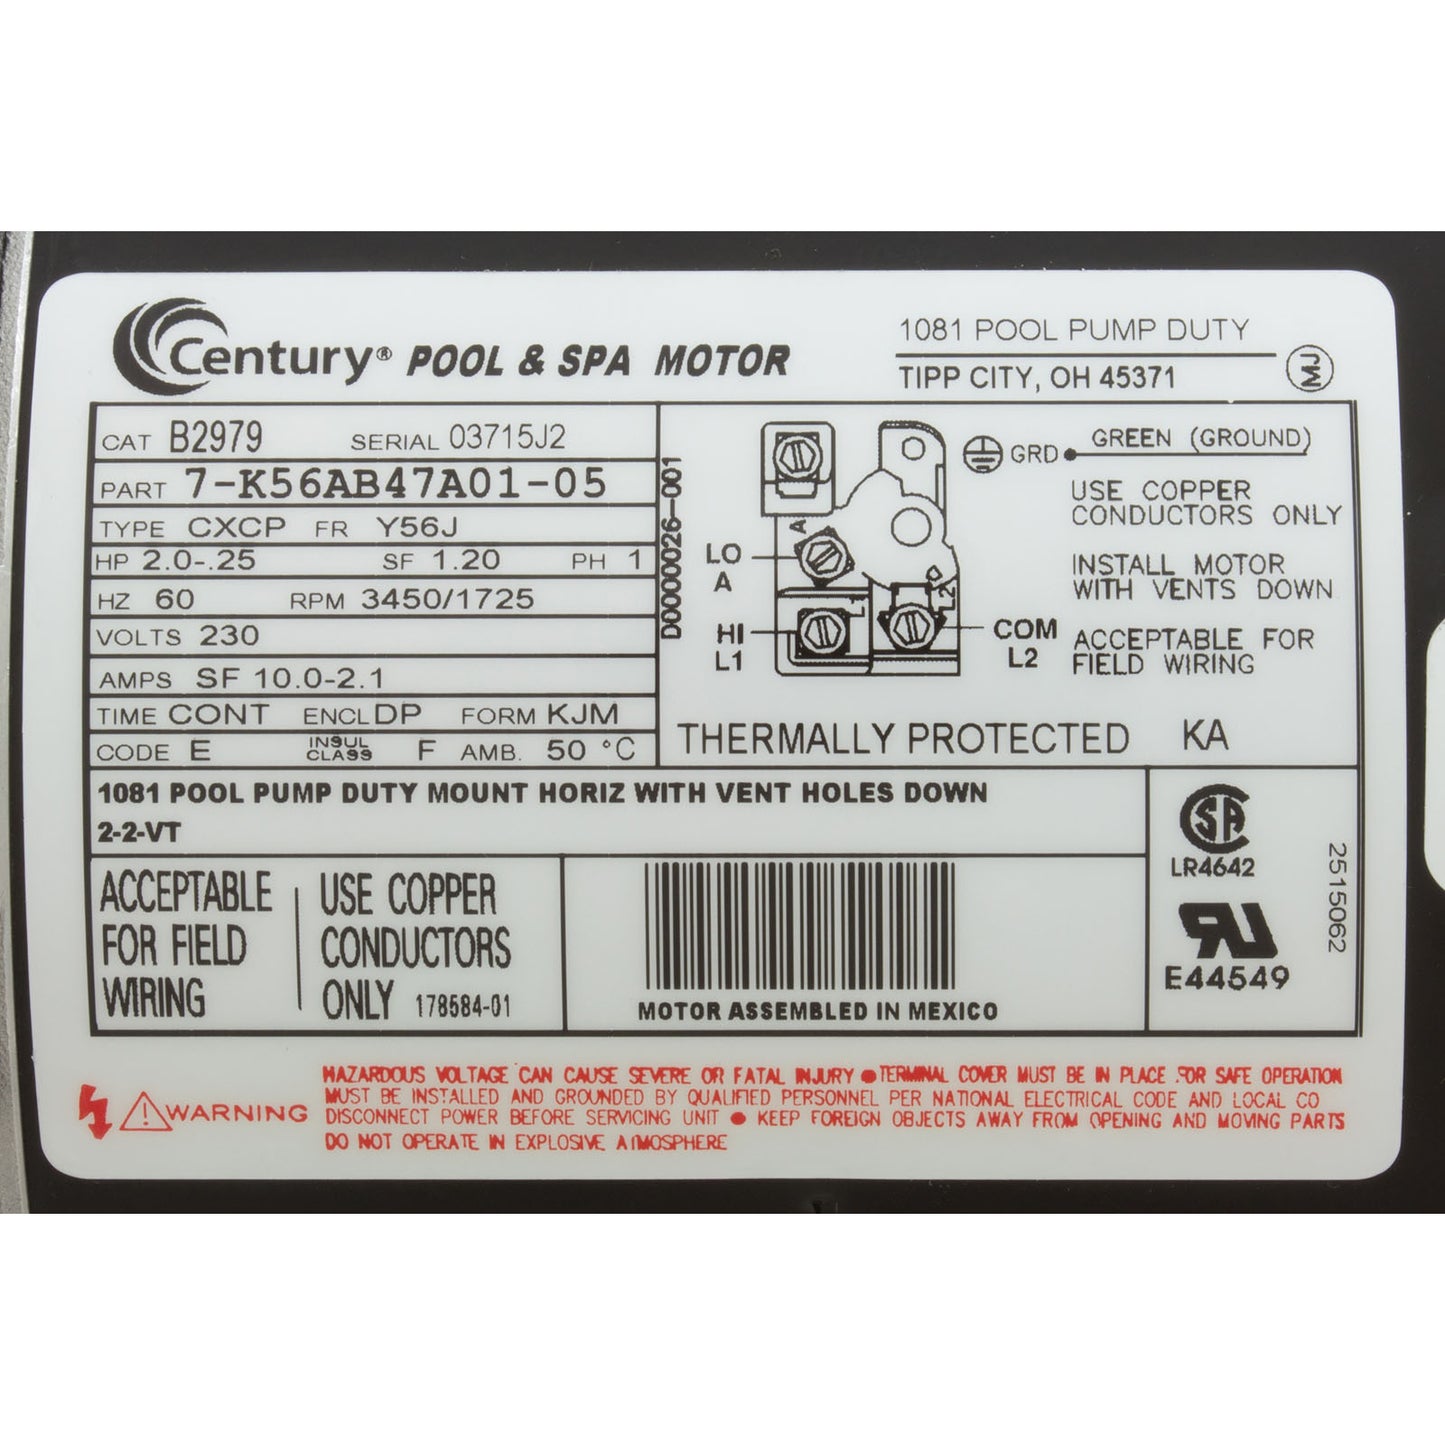 Century® POOL & SPA MOTOR
1081 POOL PUMP DUTY
TIPP CITY, OH 45371
MJ
CAT B2979 SERIAL 03715J2
PART 7-K56AB47A01-05
TYPE CXCP FR Y56J
HP 2.0-.25 SF 1.20 PH 1
HZ 60 RPM 3450/1725
VOLTS 230
AMPS SF 10.0-2.1
TIME CONT ENCL DP FORM KJM
CODE E INSUL CLASS F AMB. 50 °C
D0000026-001
A
LO
A
HI
L1
L1
L2
COM
L2
GRD
GREEN (GROUND)
USE COPPER
CONDUCTORS ONLY
INSTALL MOTOR
WITH VENTS DOWN
ACCEPTABLE FOR
FIELD WIRING
THERMALLY PROTECTED KA
1081 POOL PUMP DUTY MOUNT HORIZ WITH VENT HOLES DOWN
2-2-VT
ACCEPTABLE
FOR FIELD
WIRING
USE COPPER
CONDUCTORS
ONLY 178584-01
MOTOR ASSEMBLED IN MEXICO
SA
LR4642
RU
E44549
2515062
WARNING
HAZARDOUS VOLTAGE CAN CAUSE SEVERE OR FATAL INJURY ● TERMINAL COVER MUST BE IN PLACE FOR SAFE OPERATION
MUST BE INSTALLED AND GROUNDED BY QUALIFIED PERSONNEL PER NATIONAL ELECTRICAL CODE AND LOCAL CO
DISCONNECT POWER BEFORE SERVICING UNIT ● KEEP FOREIGN OBJECTS AWAY FROM OPENING AND MOVING PARTS
DO NOT OPERATE IN EXPLOSIVE ATMOSPHERE